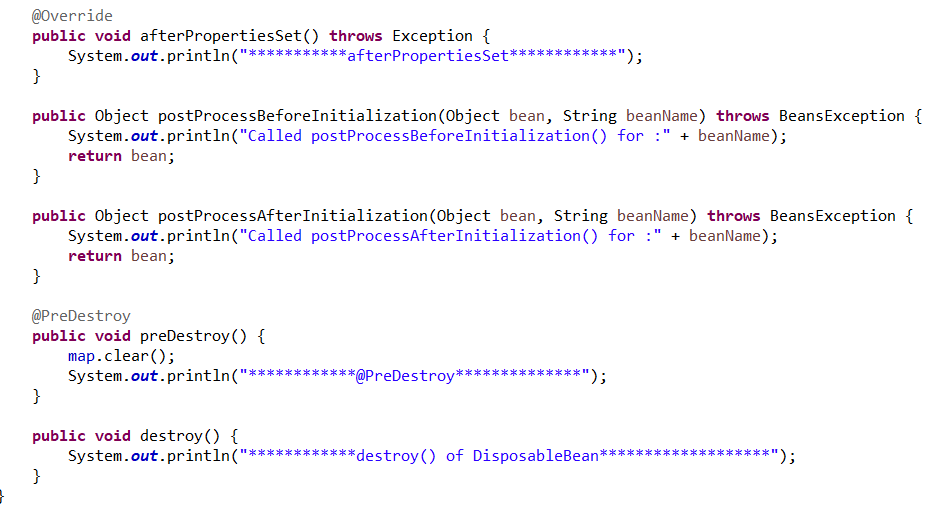 @Override
public void afterPropertiesSet() throws Exception {
System.out.println("***********afterPropertiesSet************");
}
public Object postProcessBeforeInitialization(Object bean, String beanName) throws BeansException {
System.out.println("Called postProcessBeforeInitialization() for :" + beanName);
return bean;
}
public Object postProcessAfterInitialization(Object bean, String beanName) throws BeansException {
System.out.println("Called postProcessAfterInitialization() for :" + beanName);
return bean;
}
@PreDestroy
public void preDestroy() {
map.clear();
System.out.println("************@PreDestroy**************");
}
public void destroy() {
System.out.println("************destroy() of DisposableBean*******************");
}
}